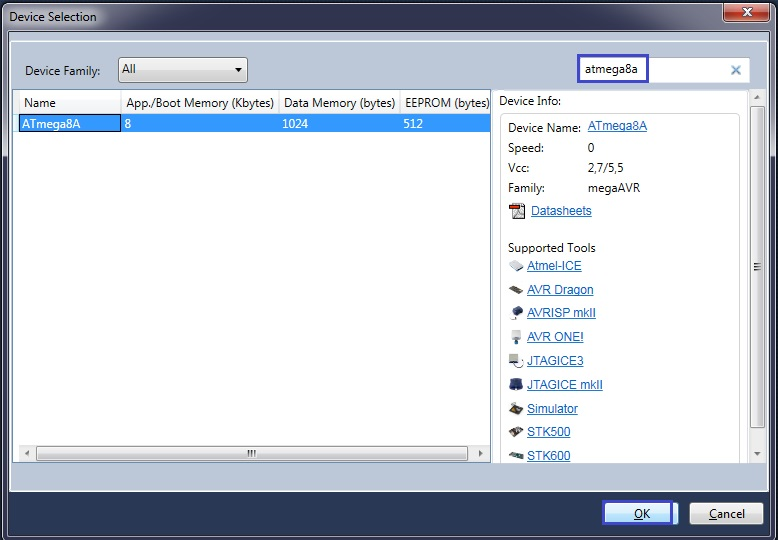 Device Selection
Device Family: All atmega8a
Name App./Boot Memory (Kbytes) Data Memory (bytes) EEPROM (bytes)
ATmega8A 8 1024 512
Device Info:
Device Name: ATmega8A
Speed: 0
Vcc: 2,7/5,5
Family: megaAVR
Datasheets
Supported Tools
Atmel-ICE
AVR Dragon
AVRISP mkII
AVR ONE!
JTAGICE3
JTAGICE mkII
Simulator
STK500
STK600
OK Cancel